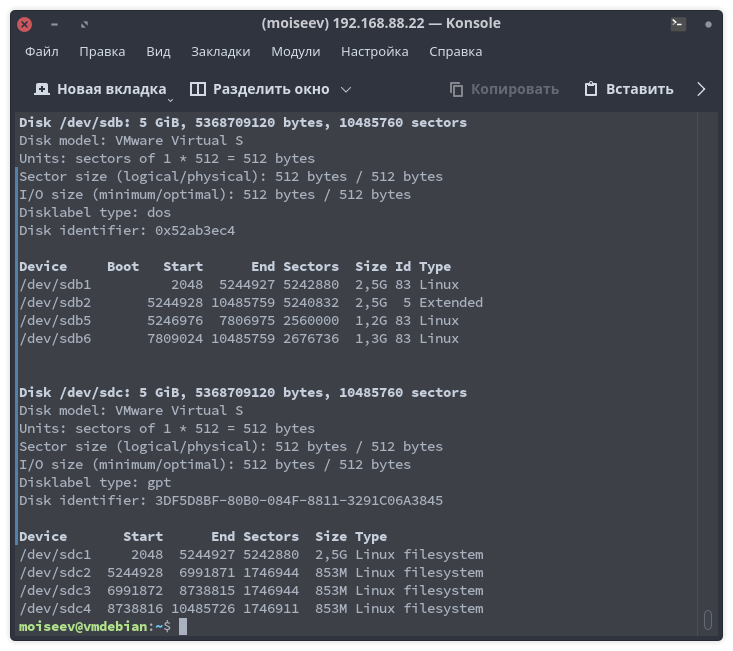 (moiseev) 192.168.88.22 — Konsole
Файл Правка Вид Закладки Модули Настройка Справка
Новая вкладка Разделить окно Копировать Вставить
Disk /dev/sdb: 5 GiB, 5368709120 bytes, 10485760 sectors
Disk model: VMware Virtual S
Units: sectors of 1 * 512 = 512 bytes
Sector size (logical/physical): 512 bytes / 512 bytes
I/O size (minimum/optimal): 512 bytes / 512 bytes
Disklabel type: dos
Disk identifier: 0x52ab3ec4
Device     Boot   Start      End Sectors  Size Id Type
/dev/sdb1          2048  5244927 5242880  2,5G 83 Linux
/dev/sdb2       5244928 10485759 5240832  2,5G  5 Extended
/dev/sdb5       5246976  7806975 2560000  1,2G 83 Linux
/dev/sdb6       7809024 10485759 2676736  1,3G 83 Linux
Disk /dev/sdc: 5 GiB, 5368709120 bytes, 10485760 sectors
Disk model: VMware Virtual S
Units: sectors of 1 * 512 = 512 bytes
Sector size (logical/physical): 512 bytes / 512 bytes
I/O size (minimum/optimal): 512 bytes / 512 bytes
Disklabel type: gpt
Disk identifier: 3DF5D8BF-80B0-084F-8811-3291C06A3845
Device       Start      End Sectors  Size Type
/dev/sdc1     2048  5244927 5242880  2,5G Linux filesystem
/dev/sdc2  5244928  6991871 1746944  853M Linux filesystem
/dev/sdc3  6991872  8738815 1746944  853M Linux filesystem
/dev/sdc4  8738816 10485726 1746911  853M Linux filesystem
moiseev@vmdebian:~$